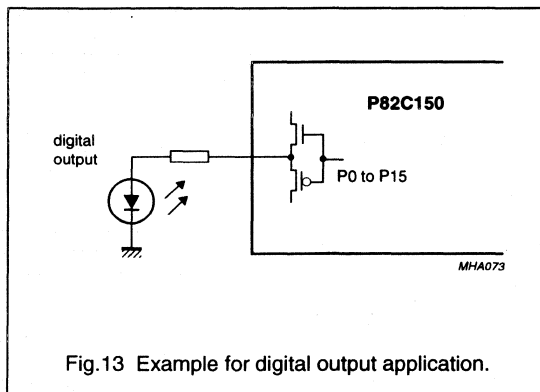 P82C150
digital
output
P0 to P15
MHA073
Fig.13 Example for digital output application.